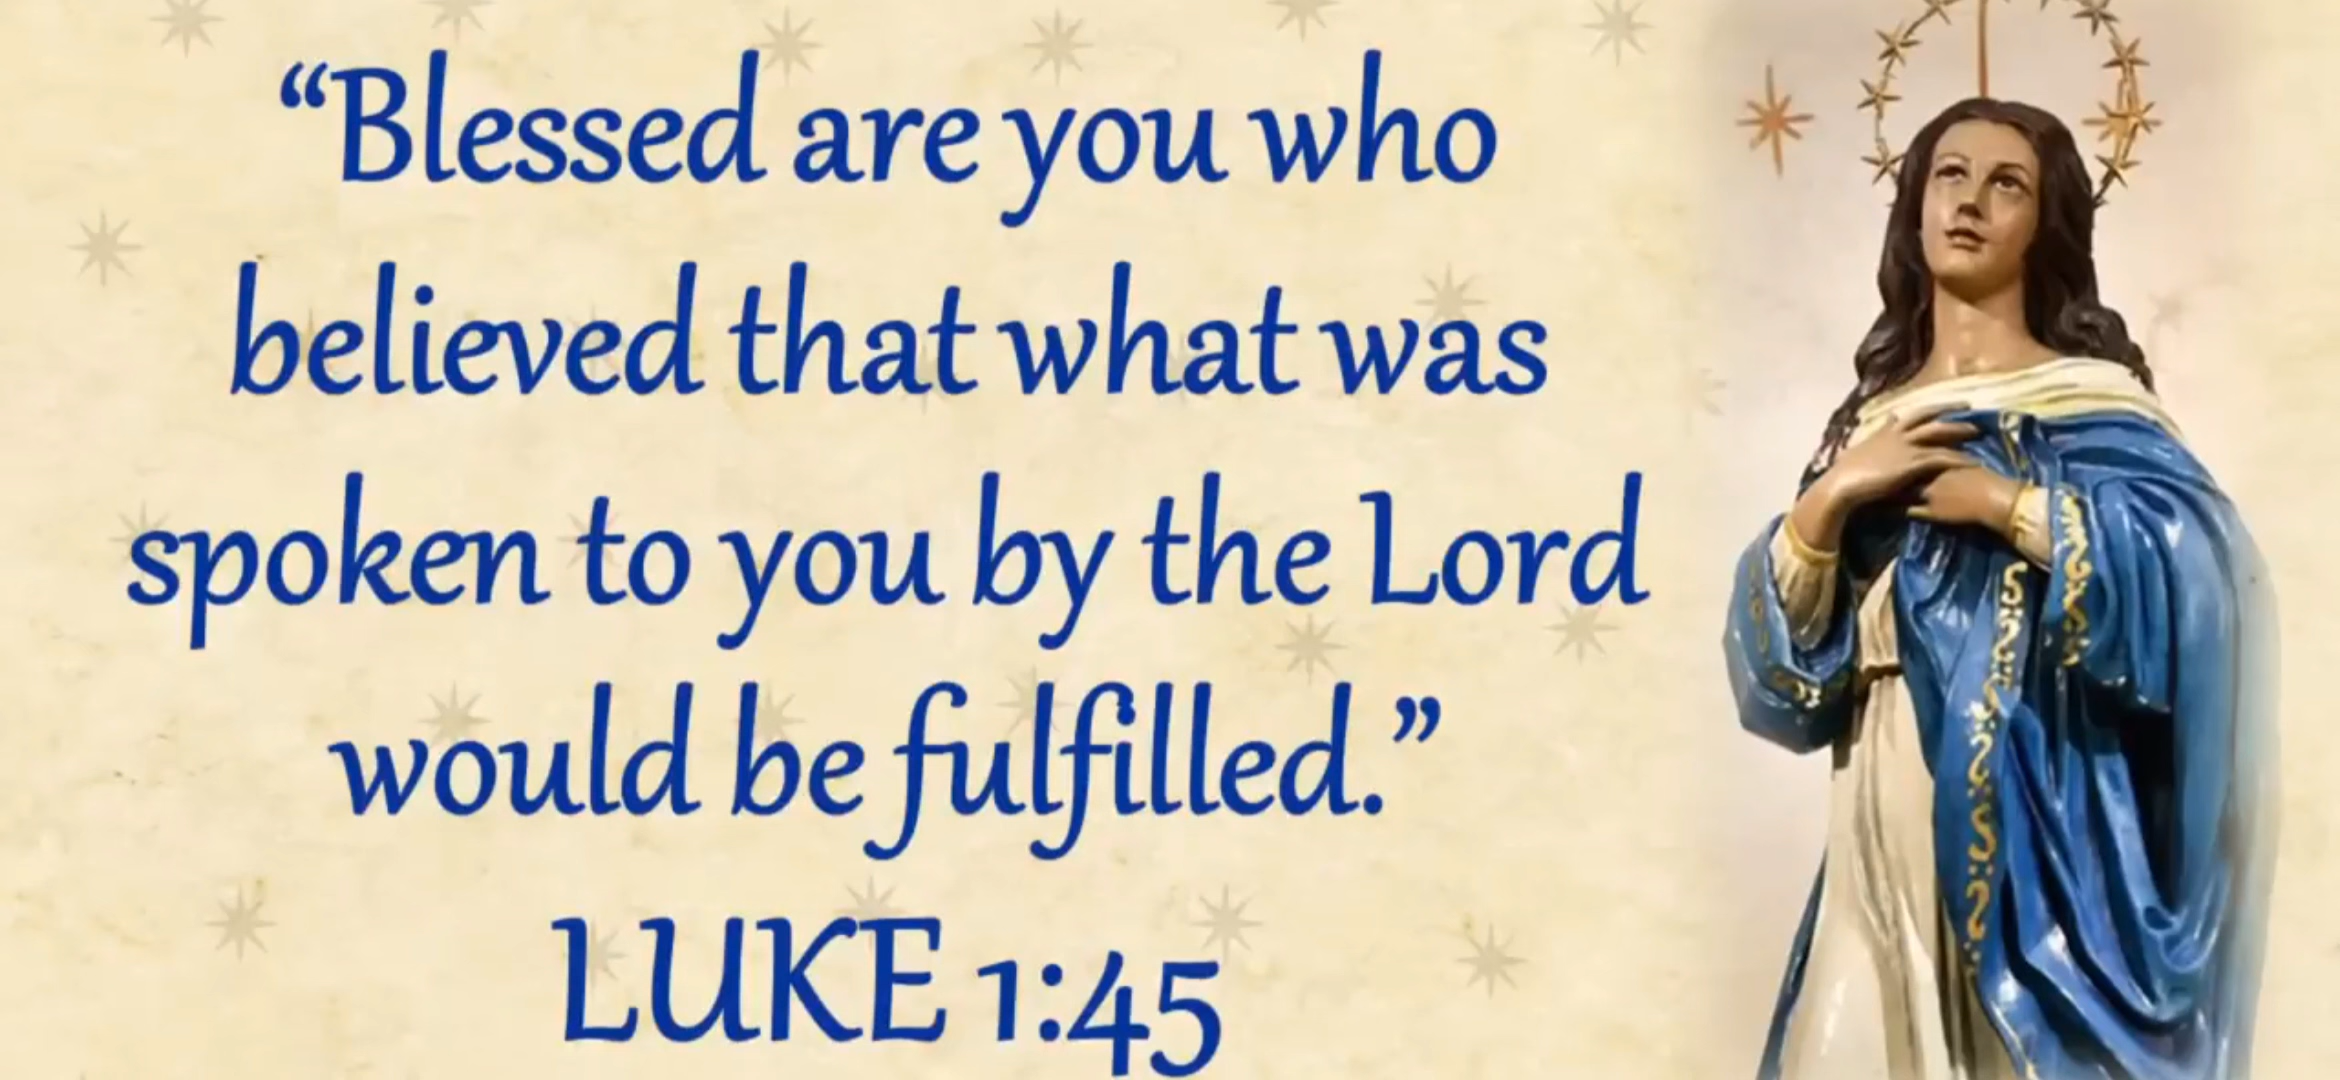 “Blessed are you who
believed that what was
spoken to you by the Lord
would be fulfilled.”
LUKE 1:45